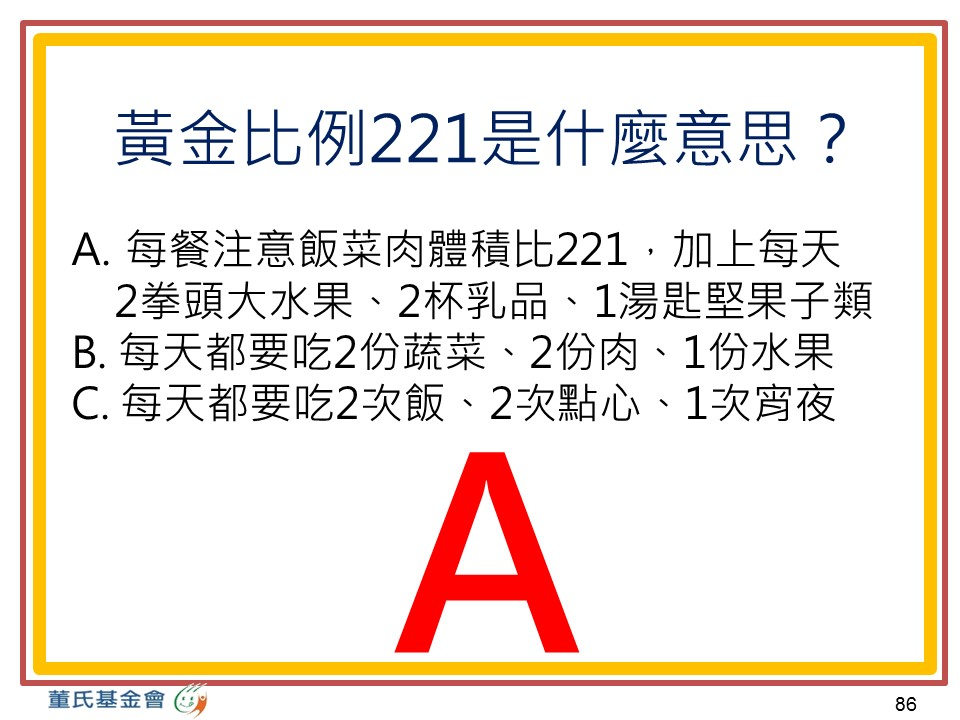 黃金比例221是什麼意思？
A. 每餐注意飯菜肉體積比221，加上每天
2拳頭大水果、2杯乳品、1湯匙堅果子類
B. 每天都要吃2份蔬菜、2份肉、1份水果
C. 每天都要吃2次飯、2次點心、1次宵夜
A
董氏基金會
86